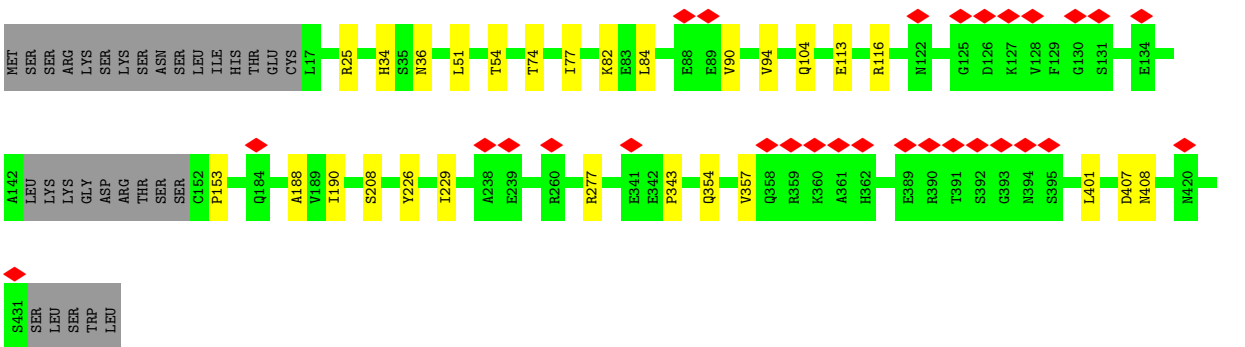 MET SER SER ARG LYS SER LYS SER ASN SER LEU ILE HIS THR GLU CYS L17 R25 H34 S35 N36 L51 T54 T74 I77 K82 E83 L84 E88 E89 V90 V94 Q104 E113 R116 N122 G125 D126 K127 V128 F129 G130 S131 E134
A142 LEU LYS LYS GLY ASP ARG THR SER SER C152 P153 Q184 A188 V189 I190 S208 Y226 I229 A238 E239 R260 R277 E341 E342 P343 Q354 V357 Q358 R359 K360 A361 H362 E389 R390 T391 S392 G393 N394 S395 L401 D407 N408 N420
S431 SER LEU SER TRP LEU